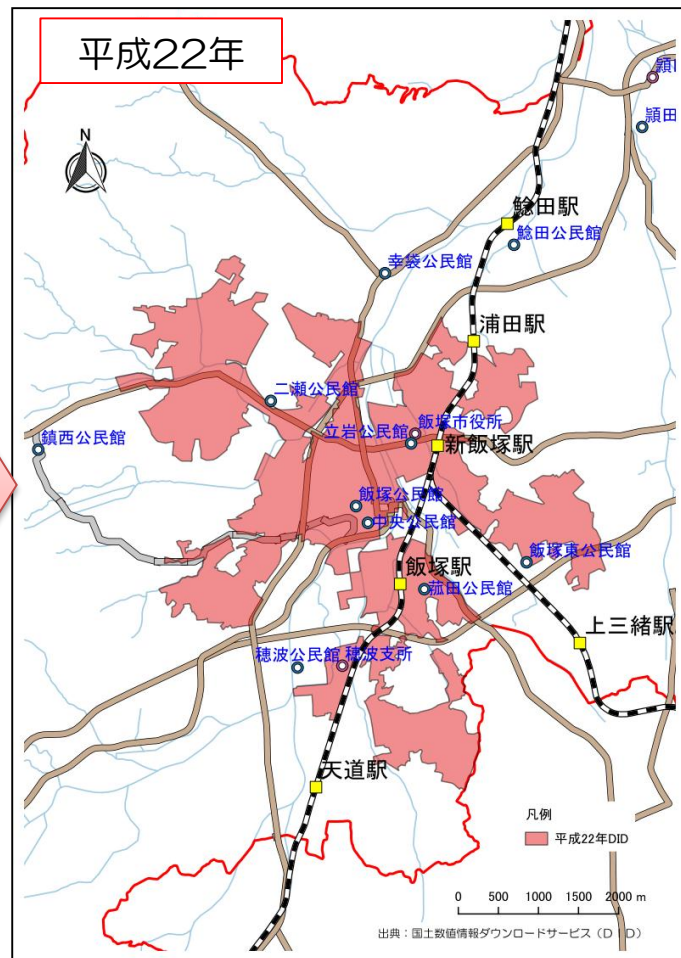 平成22年
N
頴田
鯰田駅
鯰田公民館
幸袋公民館
浦田駅
二瀬公民館
立岩公民館
飯塚市役所
新飯塚駅
鎮西公民館
飯塚公民館
中央公民館
飯塚東公民館
飯塚駅
菰田公民館
上三緒駅
穂波公民館
穂波支所
天道駅
凡例
平成22年DID
0 500 1000 1500 2000 m
出典：国土数値情報ダウンロードサービス（DID）